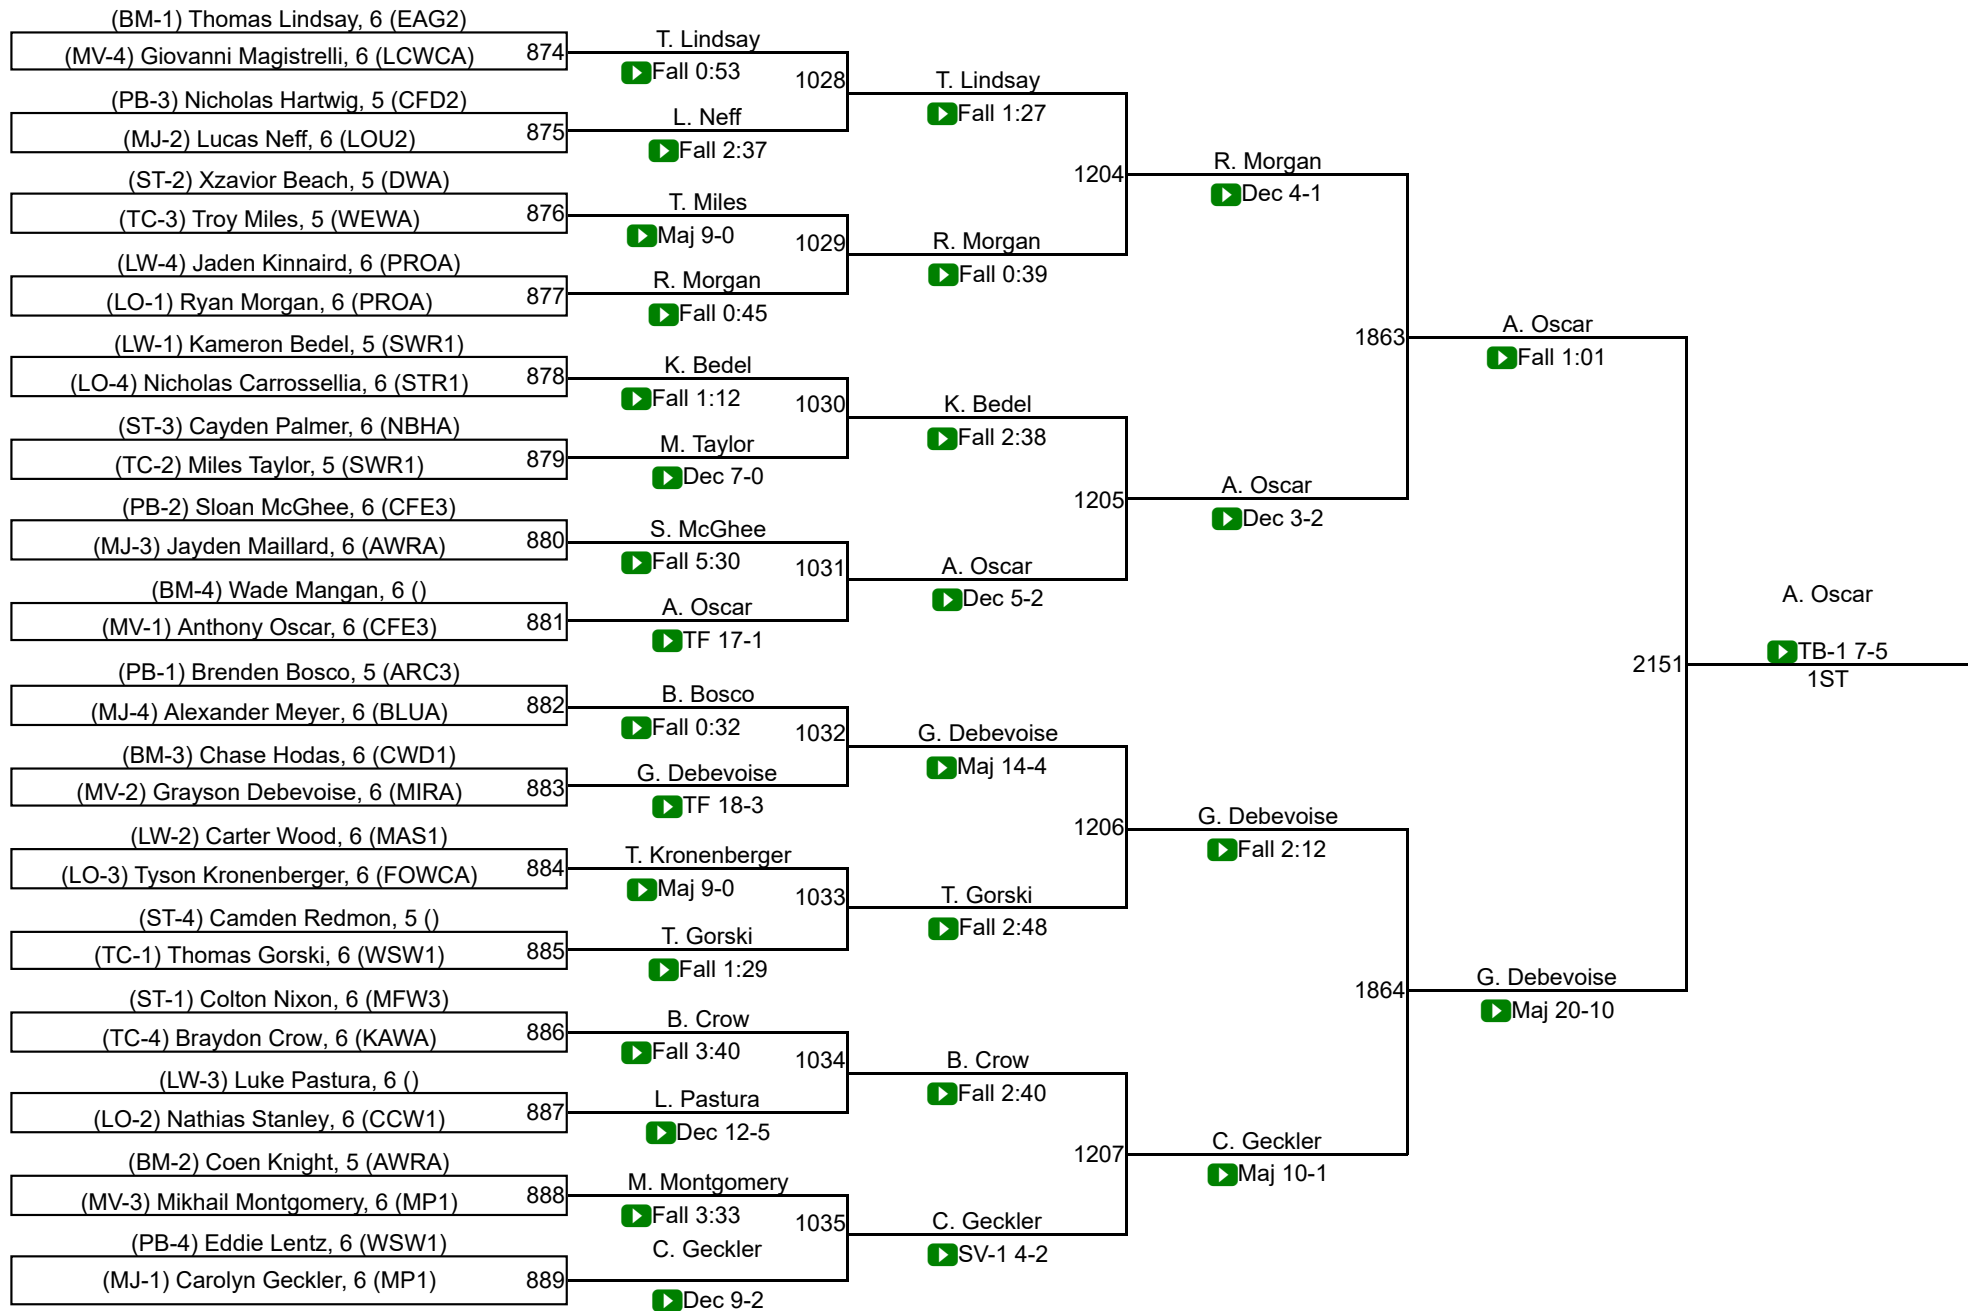 (BM-1) Thomas Lindsay, 6 (EAG2)
(MV-4) Giovanni Magistrelli, 6 (LCWCA)
874
(PB-3) Nicholas Hartwig, 5 (CFD2)
(MJ-2) Lucas Neff, 6 (LOU2)
875
(ST-2) Xzavior Beach, 5 (DWA)
(TC-3) Troy Miles, 5 (WEWA)
876
(LW-4) Jaden Kinnaird, 6 (PROA)
(LO-1) Ryan Morgan, 6 (PROA)
877
(LW-1) Kameron Bedel, 5 (SWR1)
(LO-4) Nicholas Carrossellia, 6 (STR1)
878
(ST-3) Cayden Palmer, 6 (NBHA)
(TC-2) Miles Taylor, 5 (SWR1)
879
(PB-2) Sloan McGhee, 6 (CFE3)
(MJ-3) Jayden Maillard, 6 (AWRA)
880
(BM-4) Wade Mangan, 6 ()
(MV-1) Anthony Oscar, 6 (CFE3)
881
(PB-1) Brenden Bosco, 5 (ARC3)
(MJ-4) Alexander Meyer, 6 (BLUA)
882
(BM-3) Chase Hodas, 6 (CWD1)
(MV-2) Grayson Debevoise, 6 (MIRA)
883
(LW-2) Carter Wood, 6 (MAS1)
(LO-3) Tyson Kronenberger, 6 (FOWCA)
884
(ST-4) Camden Redmon, 5 ()
(TC-1) Thomas Gorski, 6 (WSW1)
885
(ST-1) Colton Nixon, 6 (MFW3)
(TC-4) Braydon Crow, 6 (KAWA)
886
(LW-3) Luke Pastura, 6 ()
(LO-2) Nathias Stanley, 6 (CCW1)
887
(BM-2) Coen Knight, 5 (AWRA)
(MV-3) Mikhail Montgomery, 6 (MP1)
888
(PB-4) Eddie Lentz, 6 (WSW1)
(MJ-1) Carolyn Geckler, 6 (MP1)
889
T. Lindsay
Fall 0:53
1028
L. Neff
Fall 2:37
T. Miles
Maj 9-0
1029
R. Morgan
Fall 0:45
K. Bedel
Fall 1:12
1030
M. Taylor
Dec 7-0
S. McGhee
Fall 5:30
1031
A. Oscar
TF 17-1
B. Bosco
Fall 0:32
1032
G. Debevoise
TF 18-3
T. Kronenberger
Maj 9-0
1033
T. Gorski
Fall 1:29
B. Crow
Fall 3:40
1034
L. Pastura
Dec 12-5
M. Montgomery
Fall 3:33
1035
C. Geckler
Dec 9-2
T. Lindsay
Fall 1:27
1204
R. Morgan
Fall 0:39
K. Bedel
Fall 2:38
1205
A. Oscar
Dec 5-2
G. Debevoise
Maj 14-4
1206
T. Gorski
Fall 2:48
B. Crow
Fall 2:40
1207
C. Geckler
SV-1 4-2
R. Morgan
Dec 4-1
1863
A. Oscar
Dec 3-2
G. Debevoise
Fall 2:12
1864
C. Geckler
Maj 10-1
A. Oscar
Fall 1:01
2151
G. Debevoise
Maj 20-10
A. Oscar
TB-1 7-5
1ST